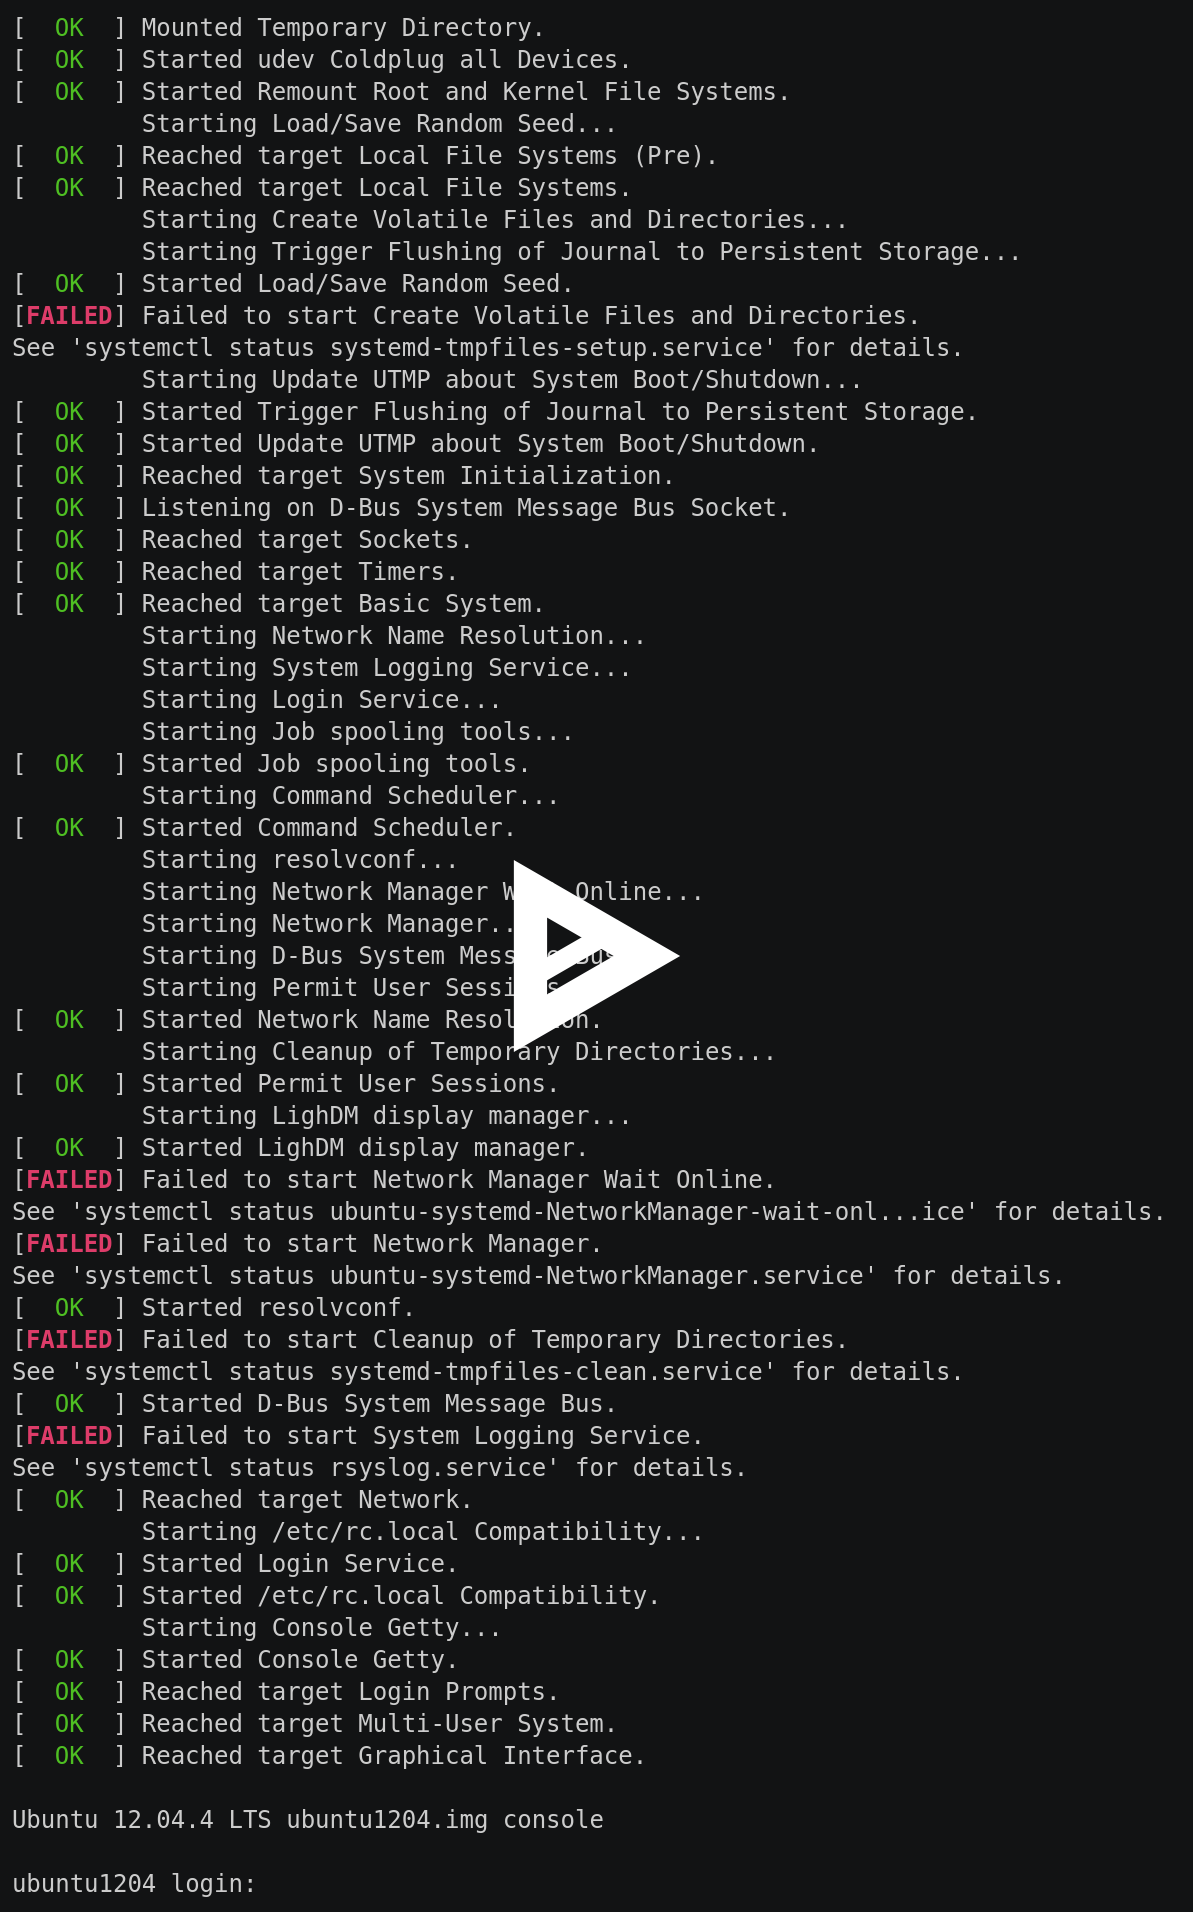 [  OK  ] Mounted Temporary Directory.
[  OK  ] Started udev Coldplug all Devices.
[  OK  ] Started Remount Root and Kernel File Systems.
         Starting Load/Save Random Seed...
[  OK  ] Reached target Local File Systems (Pre).
[  OK  ] Reached target Local File Systems.
         Starting Create Volatile Files and Directories...
         Starting Trigger Flushing of Journal to Persistent Storage...
[  OK  ] Started Load/Save Random Seed.
[FAILED] Failed to start Create Volatile Files and Directories.
See 'systemctl status systemd-tmpfiles-setup.service' for details.
         Starting Update UTMP about System Boot/Shutdown...
[  OK  ] Started Trigger Flushing of Journal to Persistent Storage.
[  OK  ] Started Update UTMP about System Boot/Shutdown.
[  OK  ] Reached target System Initialization.
[  OK  ] Listening on D-Bus System Message Bus Socket.
[  OK  ] Reached target Sockets.
[  OK  ] Reached target Timers.
[  OK  ] Reached target Basic System.
         Starting Network Name Resolution...
         Starting System Logging Service...
         Starting Login Service...
         Starting Job spooling tools...
[  OK  ] Started Job spooling tools.
         Starting Command Scheduler...
[  OK  ] Started Command Scheduler.
         Starting resolvconf...
         Starting Network Manager Online...
         Starting Network Manager...
         Starting D-Bus System Message Bus
         Starting Permit User Sessions
[  OK  ] Started Network Name Resolution.
         Starting Cleanup of Temporary Directories...
[  OK  ] Started Permit User Sessions.
         Starting LighDM display manager...
[  OK  ] Started LighDM display manager.
[FAILED] Failed to start Network Manager Wait Online.
See 'systemctl status ubuntu-systemd-NetworkManager-wait-onl...ice' for details.
[FAILED] Failed to start Network Manager.
See 'systemctl status ubuntu-systemd-NetworkManager.service' for details.
[  OK  ] Started resolvconf.
[FAILED] Failed to start Cleanup of Temporary Directories.
See 'systemctl status systemd-tmpfiles-clean.service' for details.
[  OK  ] Started D-Bus System Message Bus.
[FAILED] Failed to start System Logging Service.
See 'systemctl status rsyslog.service' for details.
[  OK  ] Reached target Network.
         Starting /etc/rc.local Compatibility...
[  OK  ] Started Login Service.
[  OK  ] Started /etc/rc.local Compatibility.
         Starting Console Getty...
[  OK  ] Started Console Getty.
[  OK  ] Reached target Login Prompts.
[  OK  ] Reached target Multi-User System.
[  OK  ] Reached target Graphical Interface.
Ubuntu 12.04.4 LTS ubuntu1204.img console
ubuntu1204 login: